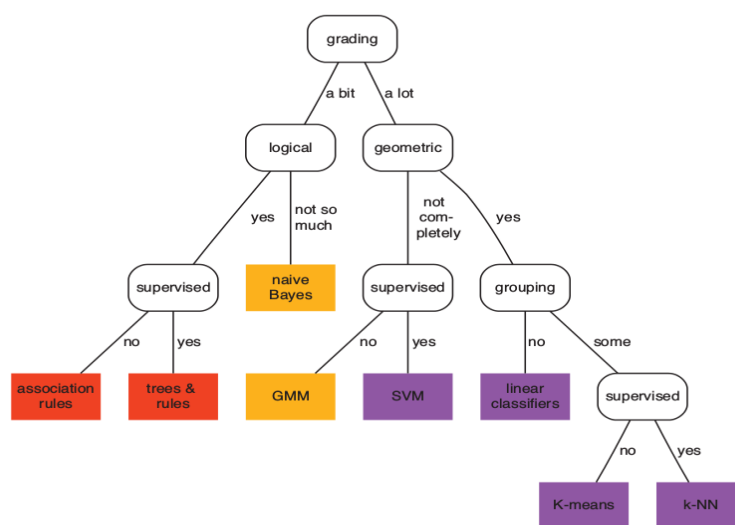 grading
a bit
a lot
logical
geometric
yes
not so
much
not
com-
pletely
yes
supervised
naive
Bayes
supervised
grouping
no
yes
no
yes
no
some
association
rules
trees &
rules
GMM
SVM
linear
classifiers
supervised
no
yes
K-means
k-NN